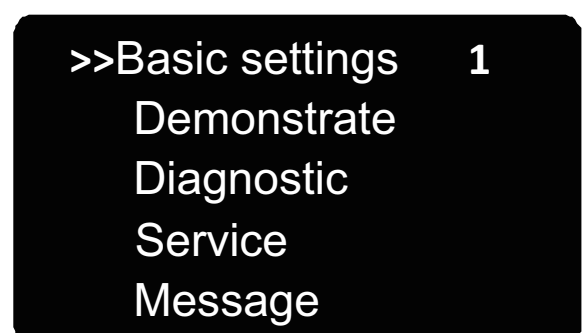 >>Basic settings 1
Demonstrate
Diagnostic
Service
Message